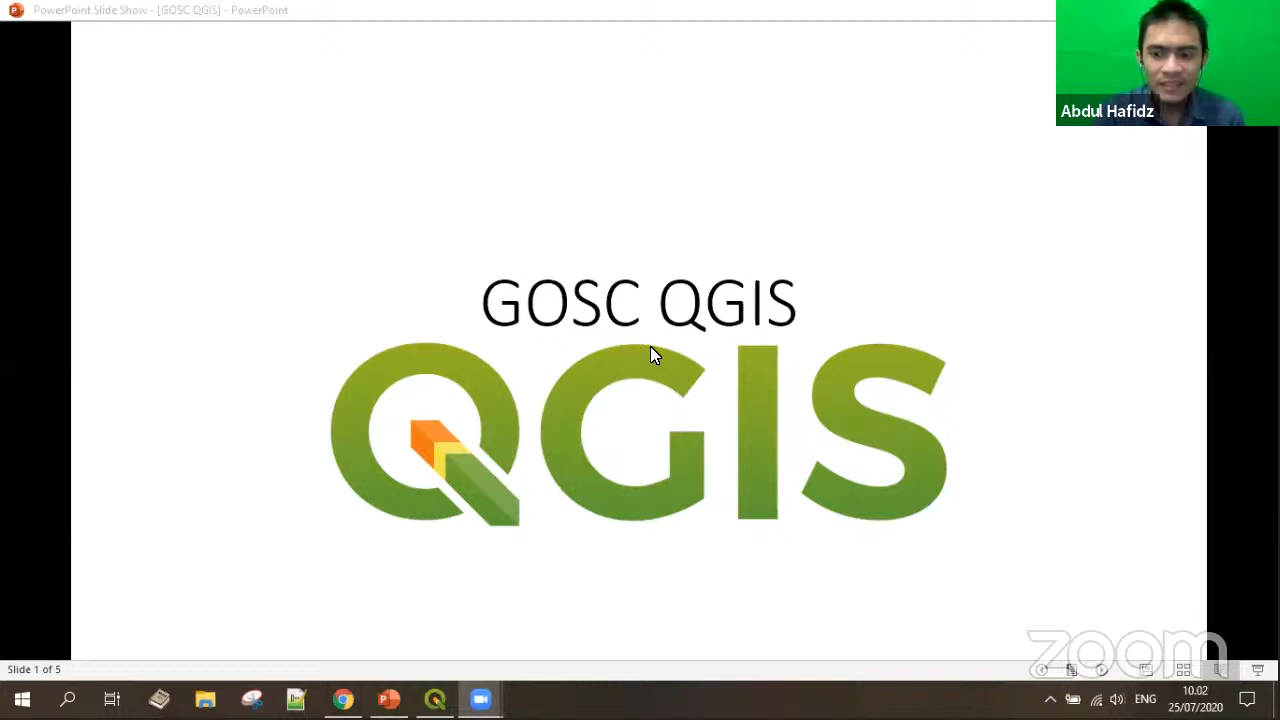 PowerPoint Slide Show - [GOSC QGIS] - PowerPoint
Abdul Hafidz
GOSC QGIS
QGIS
zoom
Slide 1 of 5
ENG
10.02
25/07/2020